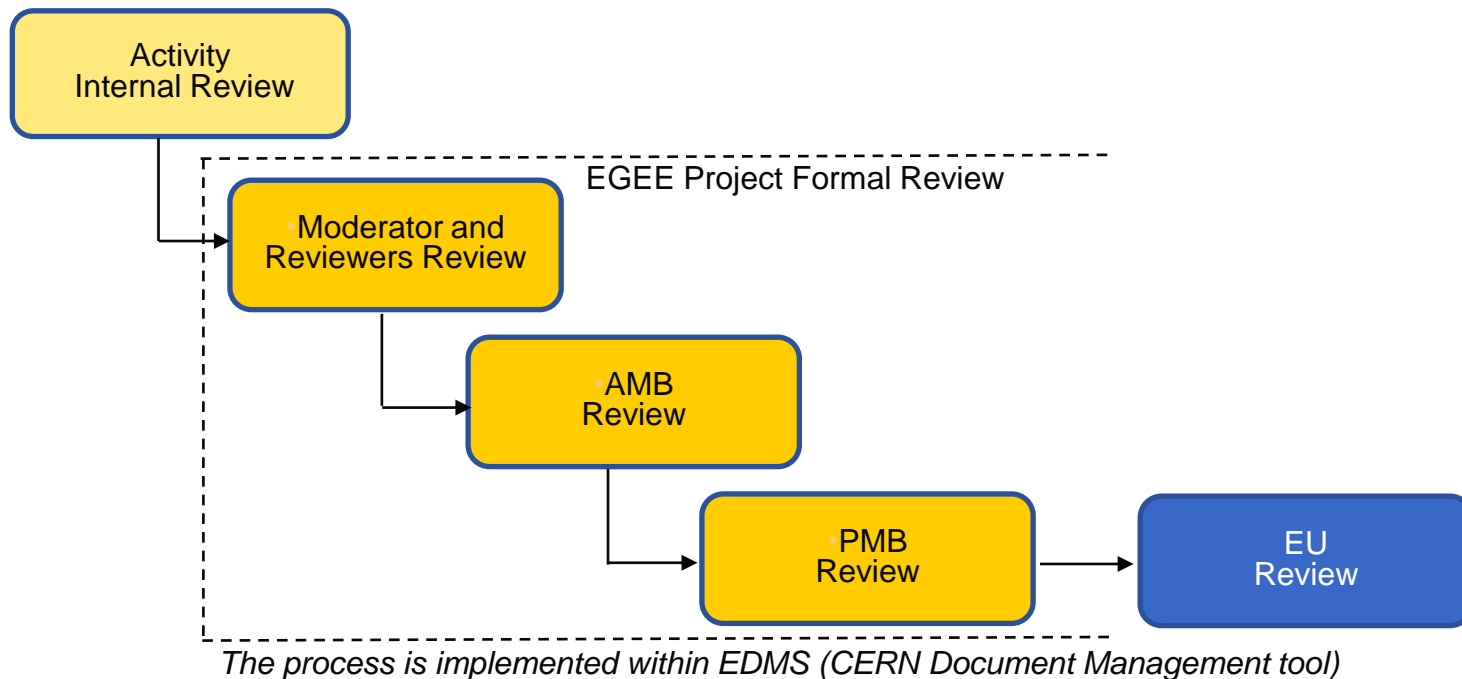 Activity
Internal Review
EGEE Project Formal Review
•Moderator and
Reviewers Review
•AMB
Review
•PMB
Review
EU
Review
The process is implemented within EDMS (CERN Document Management tool)